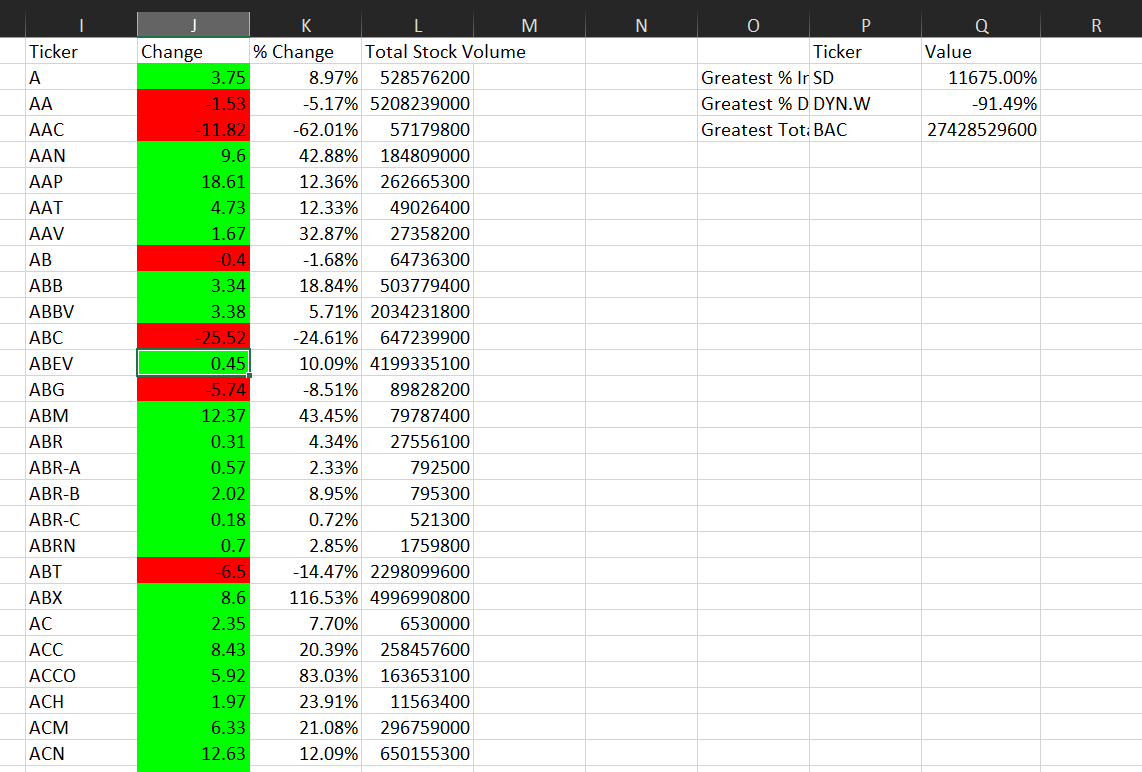 I J K L M N O P Q R
Ticker Change % Change Total Stock Volume Ticker Value
A 3.75 8.97% 528576200 Greatest % Ir SD 11675.00%
AA -1.53 -5.17% 5208239000 Greatest % D DYN.W -91.49%
AAC -11.82 -62.01% 57179800 Greatest Tota BAC 27428529600
AAN 9.6 42.88% 184809000
AAP 18.61 12.36% 262665300
AAT 4.73 12.33% 49026400
AAV 1.67 32.87% 27358200
AB -0.4 -1.68% 64736300
ABB 3.34 18.84% 503779400
ABBV 3.38 5.71% 2034231800
ABC -25.52 -24.61% 647239900
ABEV 0.45 10.09% 4199335100
ABG -5.74 -8.51% 89828200
ABM 12.37 43.45% 79787400
ABR 0.31 4.34% 27556100
ABR-A 0.57 2.33% 792500
ABR-B 2.02 8.95% 795300
ABR-C 0.18 0.72% 521300
ABRN 0.7 2.85% 1759800
ABT -6.5 -14.47% 2298099600
ABX 8.6 116.53% 4996990800
AC 2.35 7.70% 6530000
ACC 8.43 20.39% 258457600
ACCO 5.92 83.03% 163653100
ACH 1.97 23.91% 11563400
ACM 6.33 21.08% 296759000
ACN 12.63 12.09% 650155300